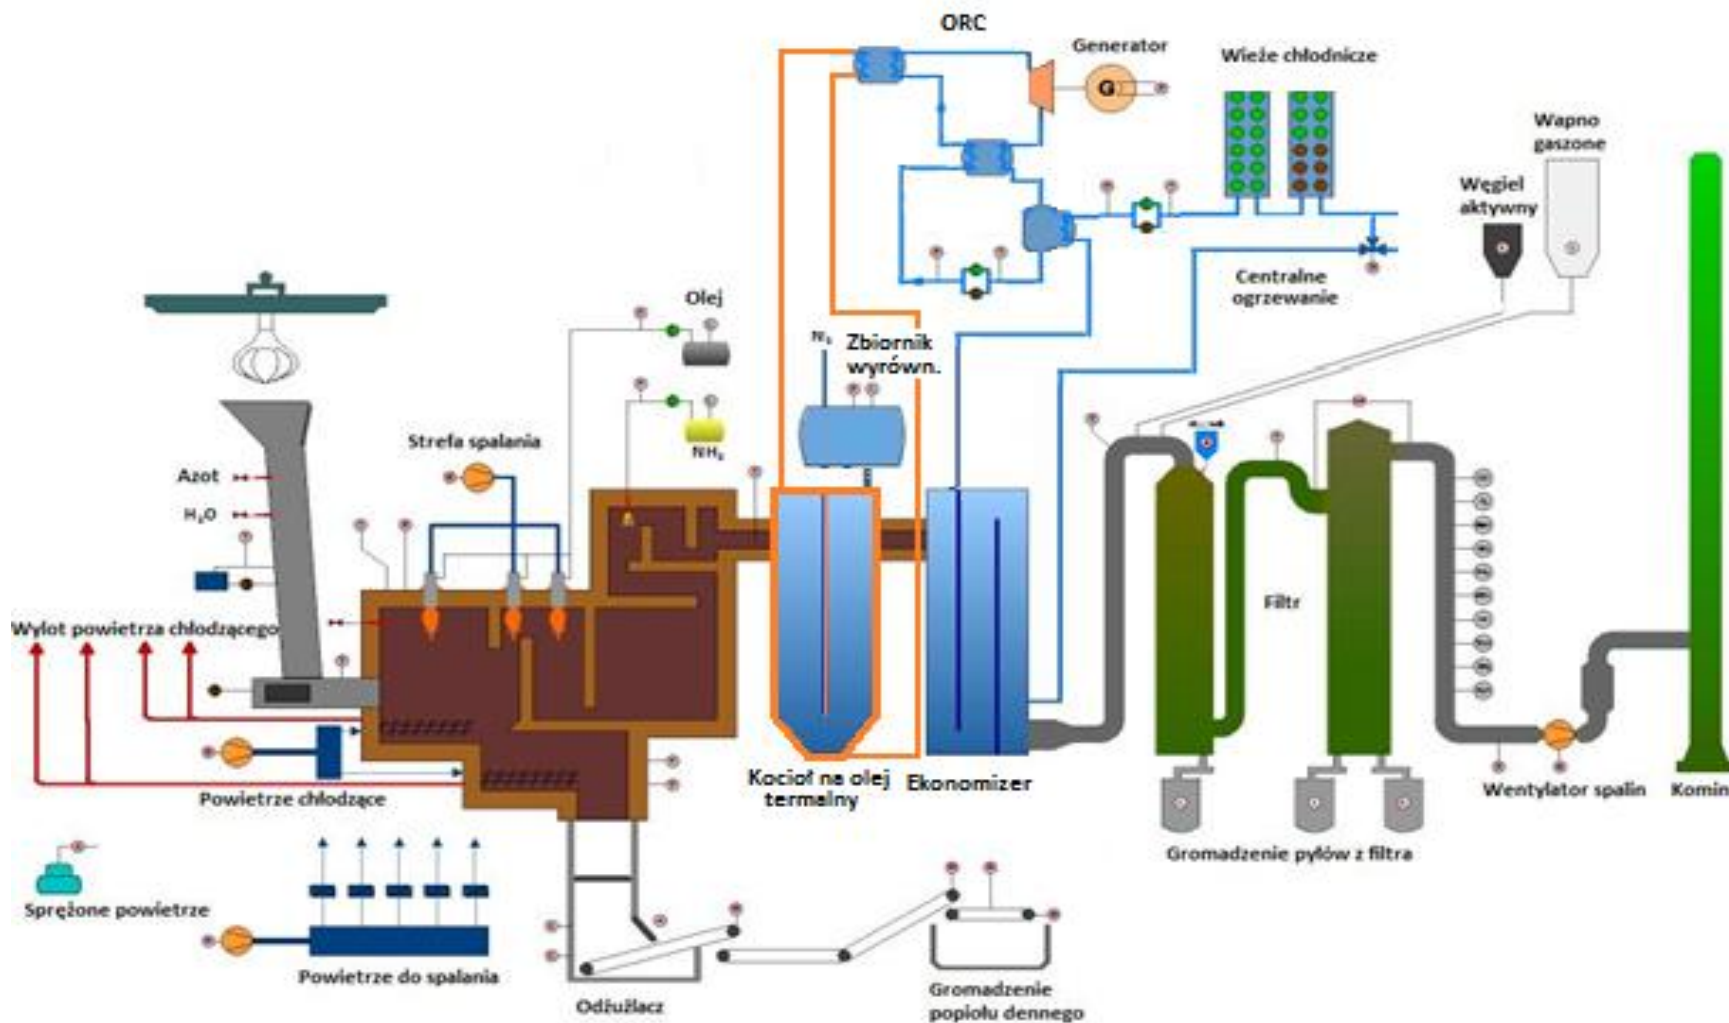 ORC
Generator
G
Wieże chłodnicze
Wapno
gaszone
Węgiel
aktywny
Centralne
ogrzewanie
Olej
N₂
Zbiornik
wyrówn.
Strefa spalania
NH₃
Azot
H₂O
Wylot powietrza chłodzącego
Filtr
Powietrze chłodzące
Kocioł na olej
termalny
Ekonomizer
Wentylator spalin
Komin
Gromadzenie pyłów z filtra
Sprężone powietrze
Powietrze do spalania
Odżużlacz
Gromadzenie
popiołu dennego